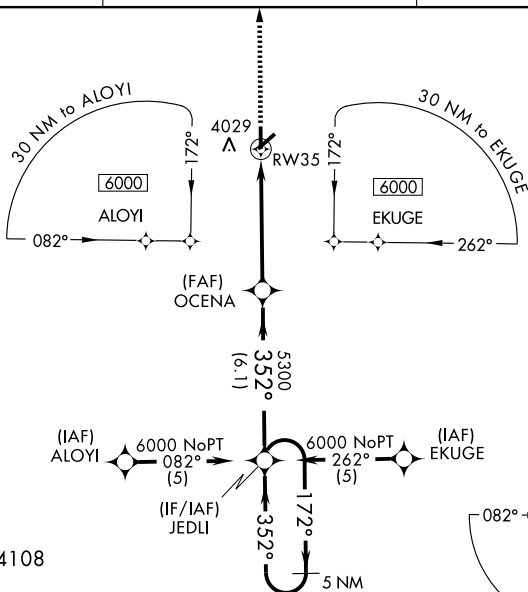 30 NM to ALOYI
172°
6000
ALOYI
082°
4029
RW35
30 NM to EKUGE
172°
6000
EKUGE
262°
(FAF)
OCENA
5300
352°
(6.1)
(IAF)
ALOYI
6000 NoPT
082°
(5)
6000 NoPT
262°
(5)
(IAF)
EKUGE
(IF/IAF)
JEDLI
352°
172°
5 NM
4108
082°